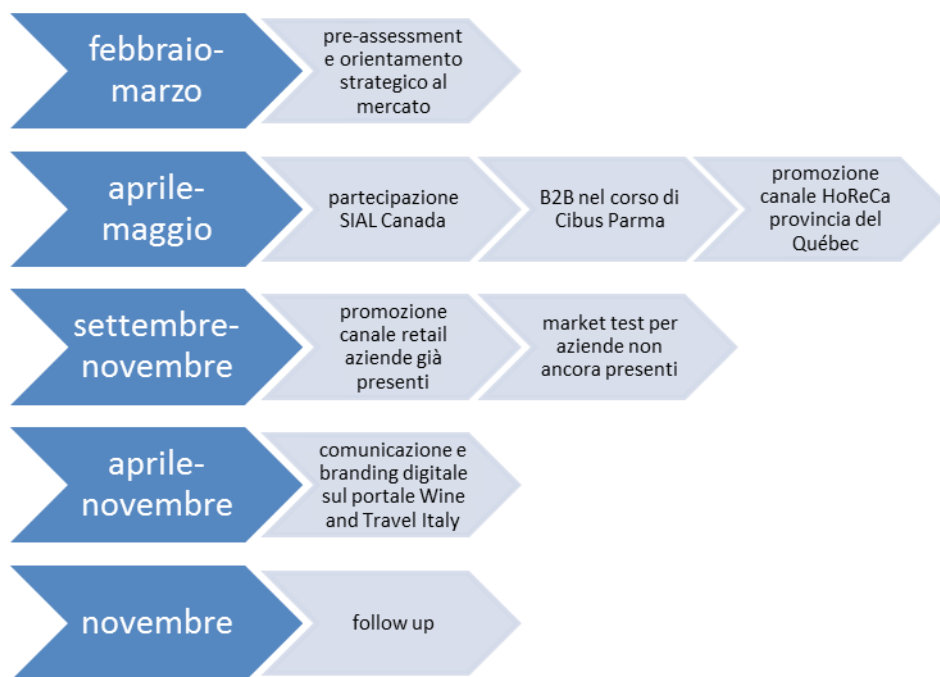 febbraio-
marzo
pre-assessment
e orientamento
strategico al
mercato
aprile-
maggio
partecipazione
SIAL Canada
B2B nel corso di
Cibus Parma
promozione
canale HoReCa
provincia del
Québec
settembre-
novembre
promozione
canale retail
aziende già
presenti
market test per
aziende non
ancora presenti
aprile-
novembre
comunicazione e
branding digitale
sul portale Wine
and Travel Italy
novembre
follow up